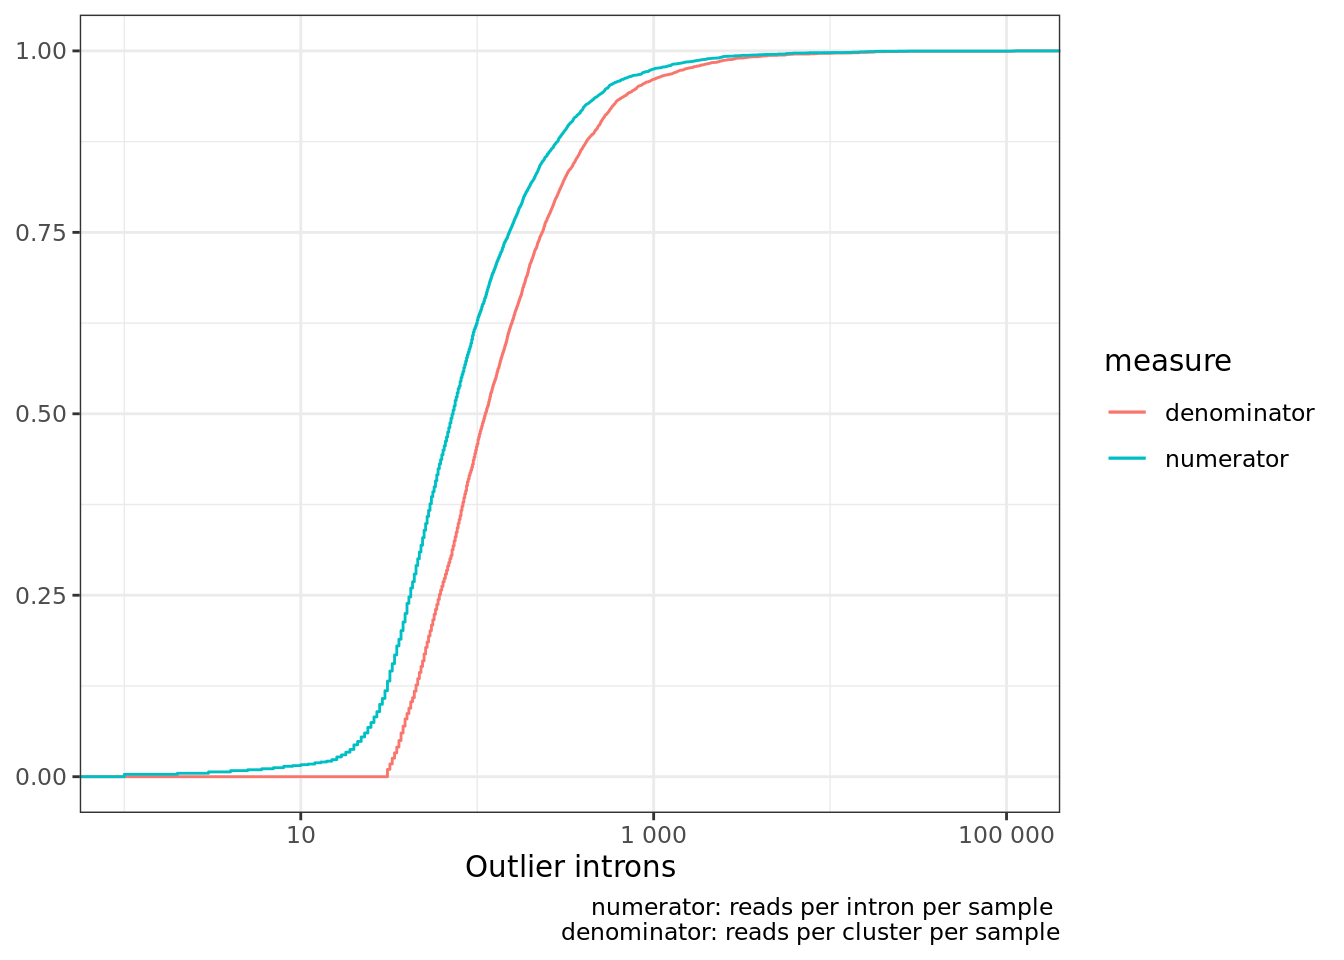 1.00
0.75
0.50
0.25
0.00
10
1 000
100 000
Outlier introns
numerator: reads per intron per sample
denominator: reads per cluster per sample
measure
denominator
numerator